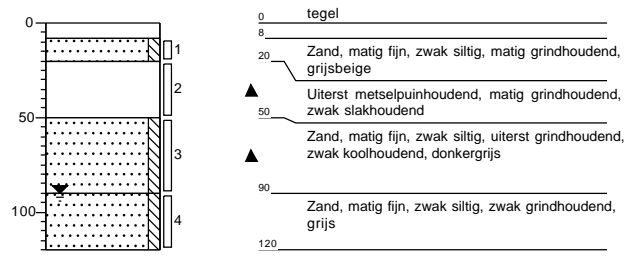 0
1
2
50
3
100
4
0 tegel
8
Zand, matig fijn, zwak siltig, matig grindhoudend,
20
grijsbeige
Uiterst metselpuinhoudend, matig grindhoudend,
50 zwak slakhoudend
Zand, matig fijn, zwak siltig, uiterst grindhoudend,
zwak koolhoudend, donkergrijs
90
Zand, matig fijn, zwak siltig, zwak grindhoudend,
grijs
120